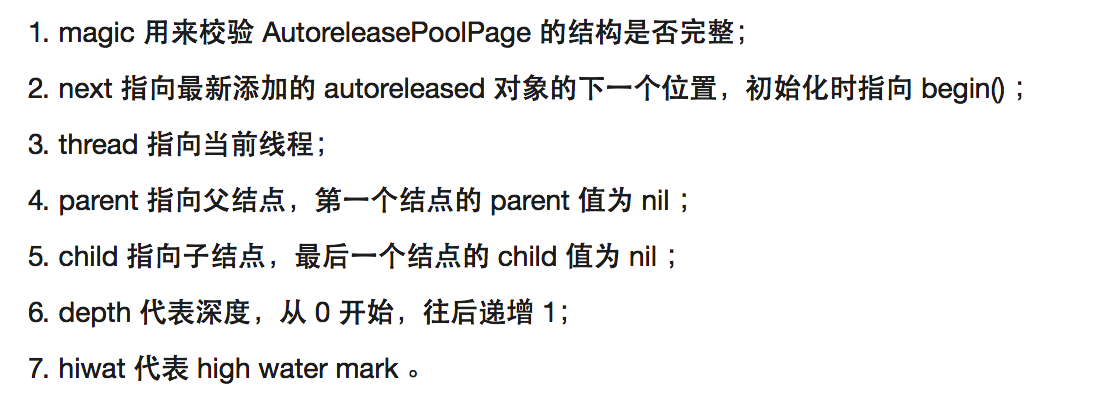 1. magic 用来校验 AutoreleasePoolPage 的结构是否完整；
2. next 指向最新添加的 autoreleased 对象的下一个位置，初始化时指向 begin() ；
3. thread 指向当前线程；
4. parent 指向父结点，第一个结点的 parent 值为 nil ；
5. child 指向子结点，最后一个结点的 child 值为 nil ；
6. depth 代表深度，从 0 开始，往后递增 1；
7. hiwat 代表 high water mark 。